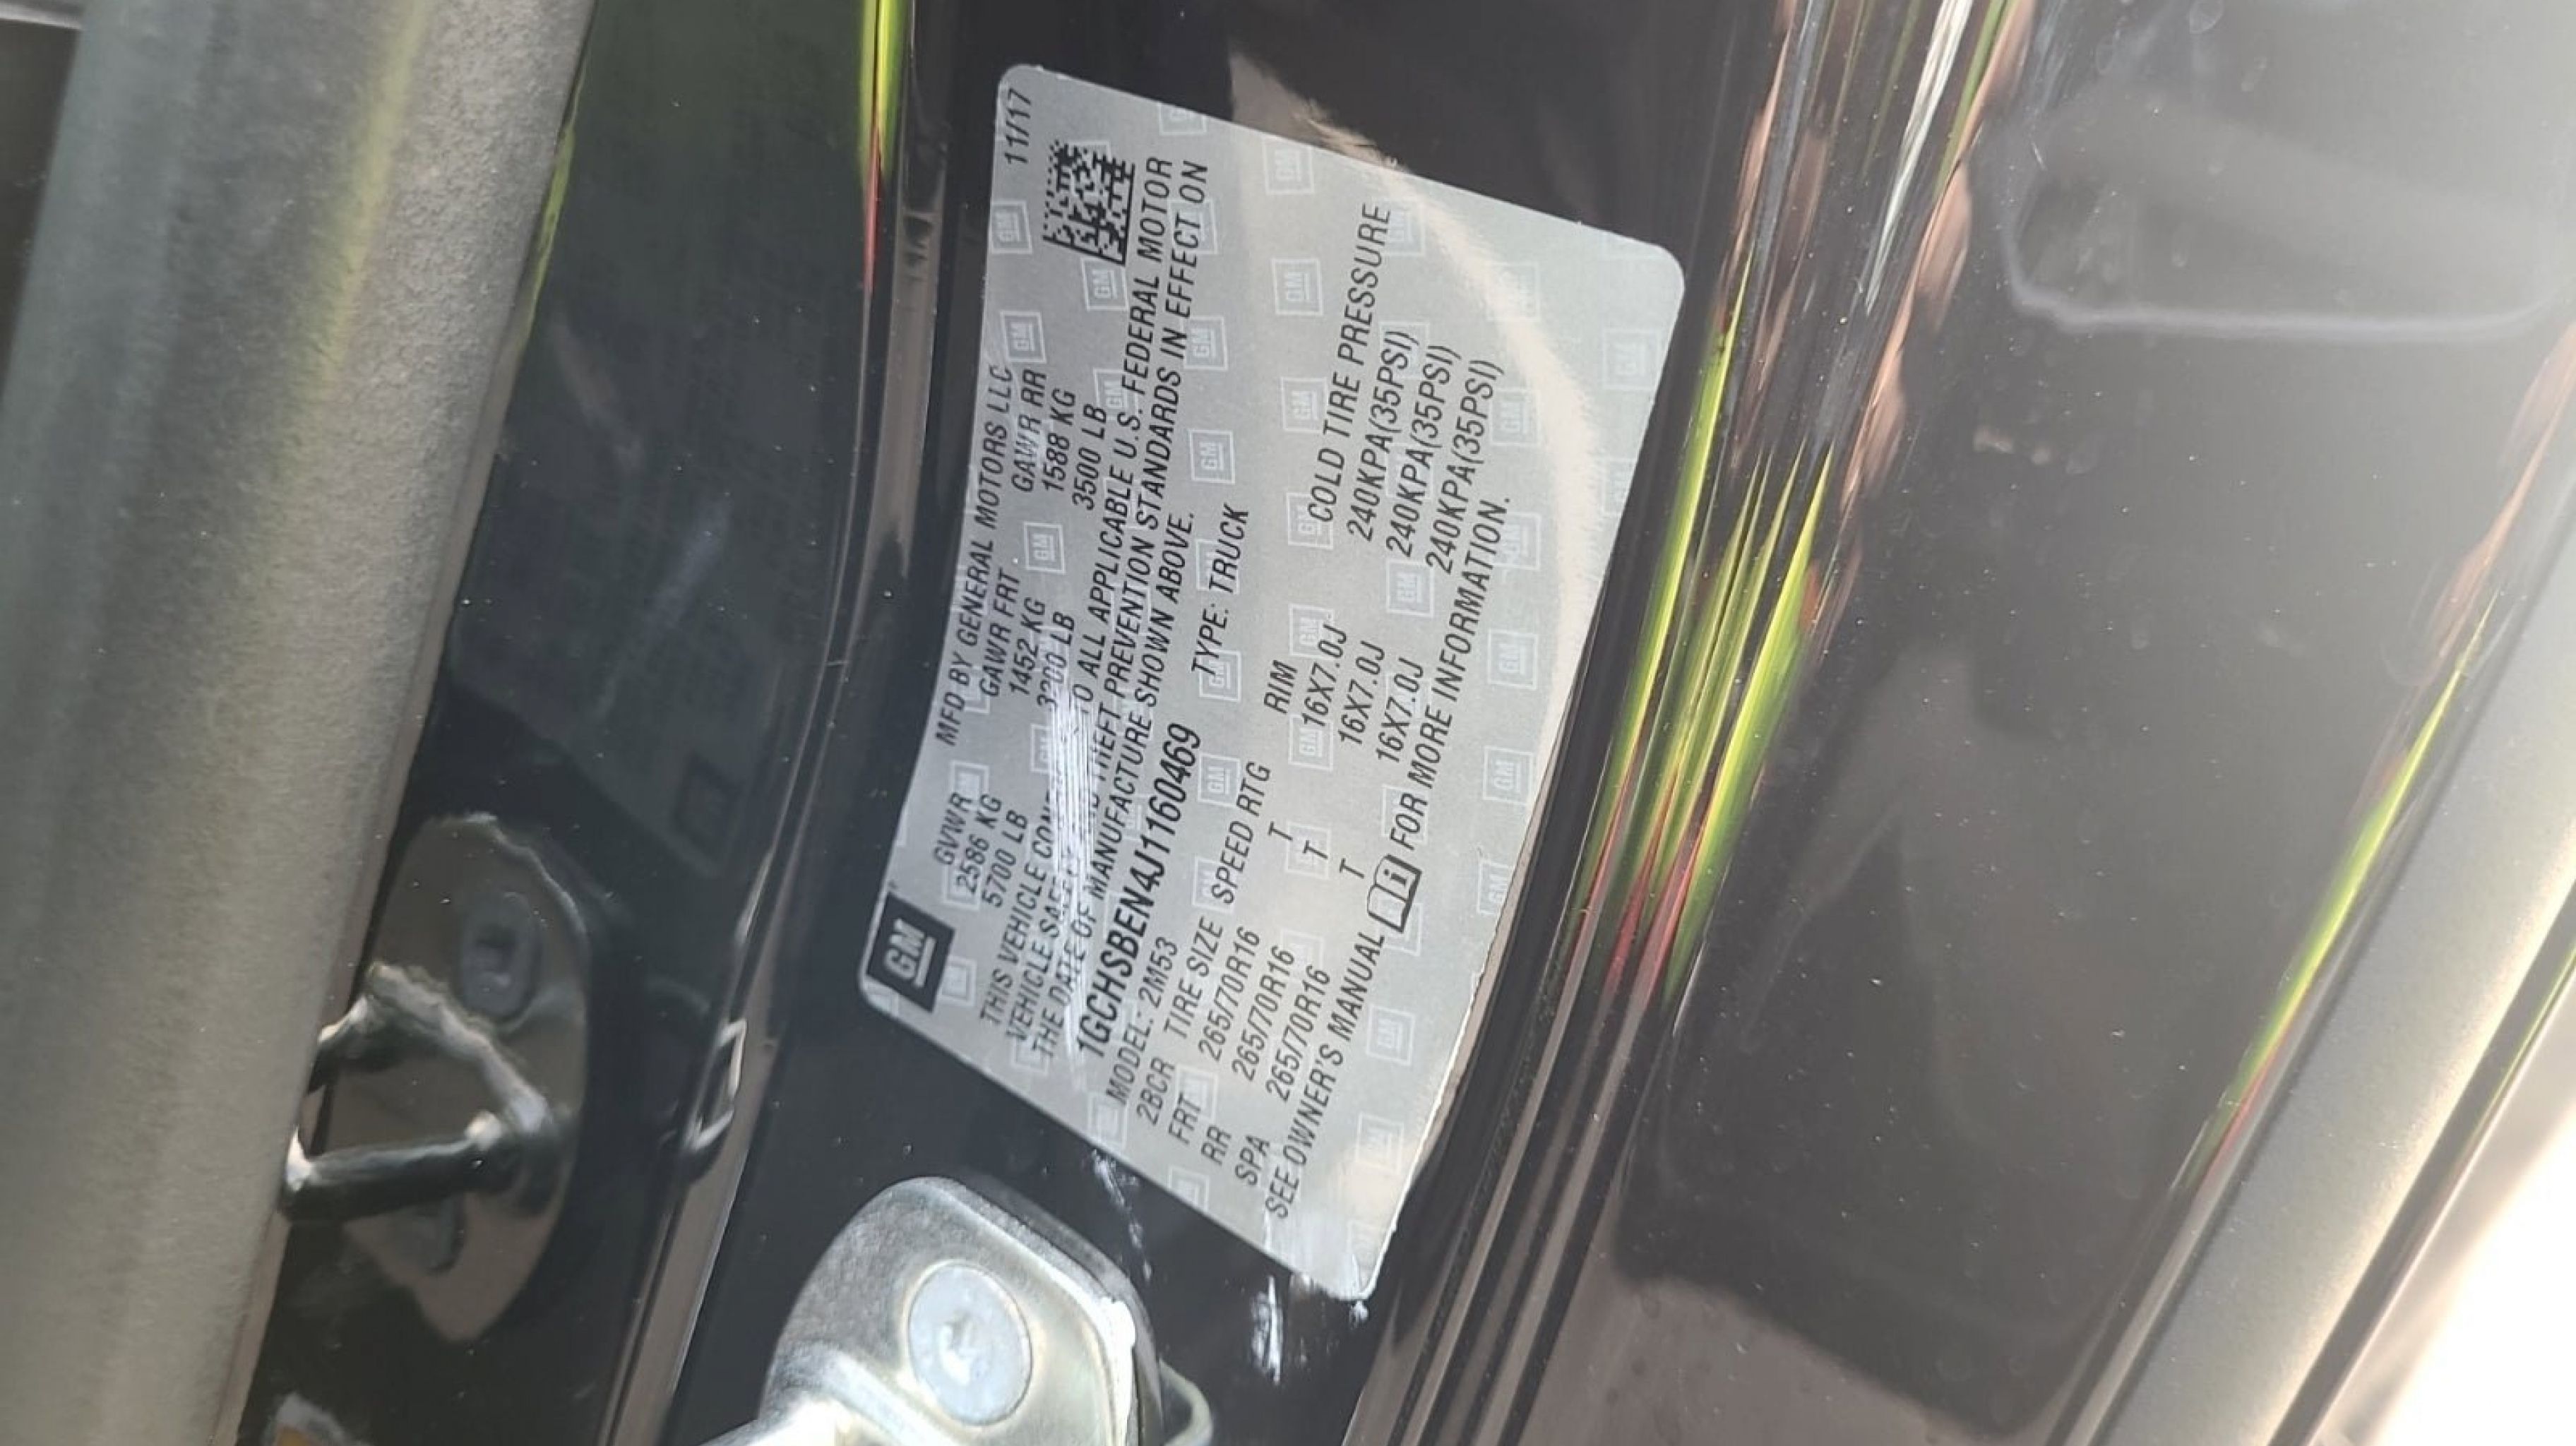 GM
MFD BY GENERAL MOTORS LLC 11/17
GVWR GAWR FRT GAWR RR
2586 KG 1452 KG 1588 KG
5700 LB 3200 LB 3500 LB
THIS VEHICLE TO ALL APPLICABLE U.S. FEDERAL MOTOR
VEHICLE THEFT PREVENTION STANDARDS IN EFFECT ON
THE DATE OF MANUFACTURE SHOWN ABOVE.
1GCHSBEN4J1160469 TYPE: TRUCK
MODEL: 2M53
2BCR TIRE SIZE SPEED RTG RIM COLD TIRE PRESSURE
FRT 265/70R16 T 16X7.0J 240KPA(35PSI)
RR 265/70R16 T 16X7.0J 240KPA(35PSI)
SPA 265/70R16 T 16X7.0J 240KPA(35PSI)
SEE OWNER'S MANUAL FOR MORE INFORMATION.